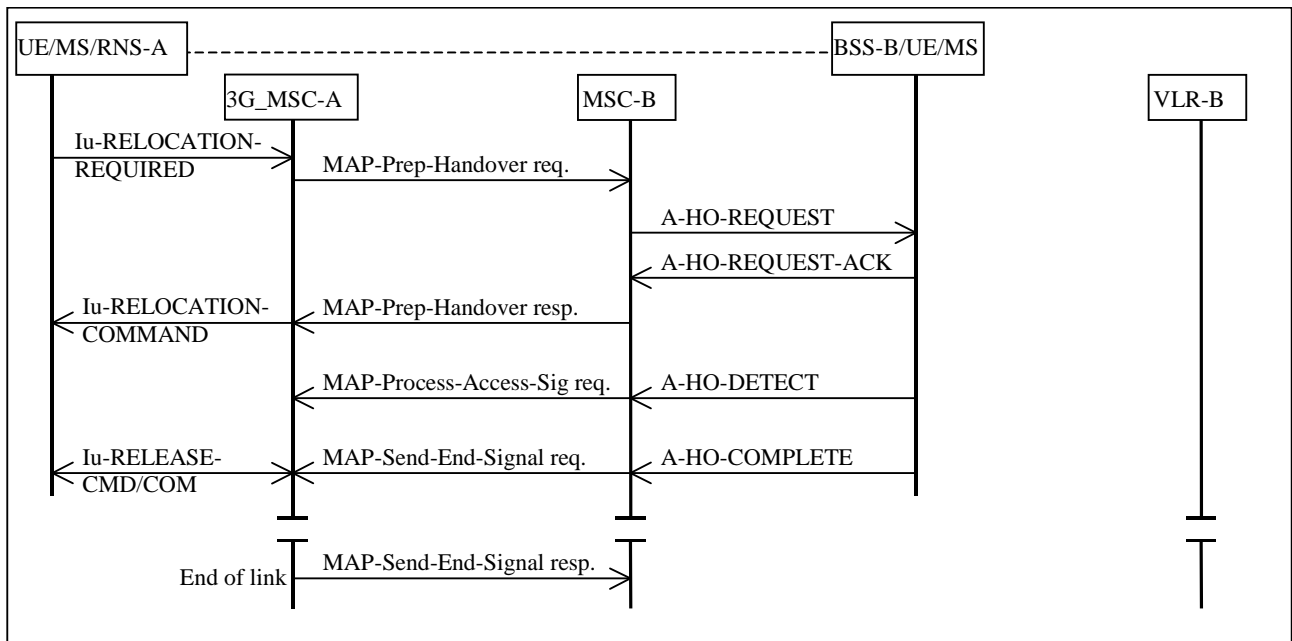 UE/MS/RNS-A
BSS-B/UE/MS
3G_MSC-A
MSC-B
VLR-B
Iu-RELOCATION-
REQUIRED
MAP-Prep-Handover req.
A-HO-REQUEST
A-HO-REQUEST-ACK
Iu-RELOCATION-
COMMAND
MAP-Prep-Handover resp.
MAP-Process-Access-Sig req.
A-HO-DETECT
Iu-RELEASE-
CMD/COM
MAP-Send-End-Signal req.
A-HO-COMPLETE
End of link
MAP-Send-End-Signal resp.